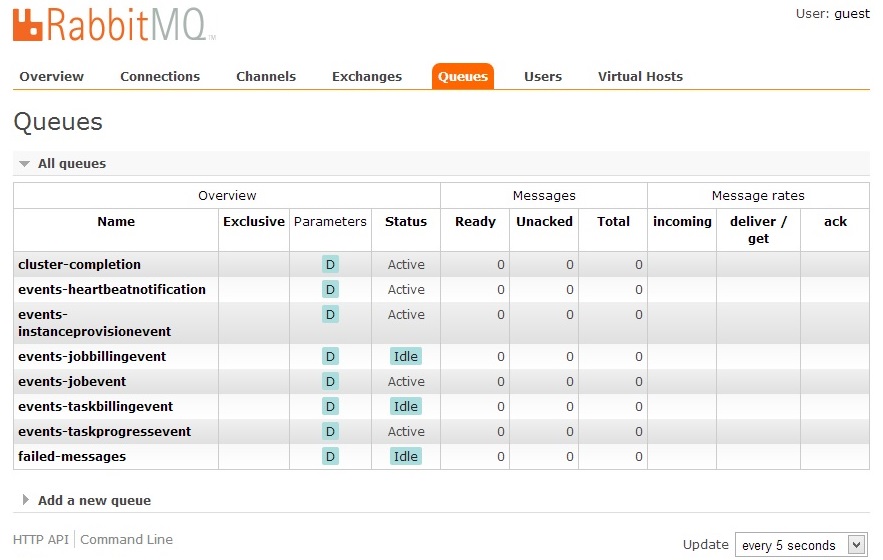 RabbitMQ™
User: guest
Overview Connections Channels Exchanges Queues Users Virtual Hosts
Queues
All queues
Overview Messages Message rates
Name Exclusive Parameters Status Ready Unacked Total incoming deliver / get ack
cluster-completion D Active 0 0 0
events-heartbeatnotification D Active 0 0 0
events-
instanceprovisionevent D Active 0 0 0
events-jobbillingevent D Idle 0 0 0
events-jobevent D Active 0 0 0
events-taskbillingevent D Idle 0 0 0
events-taskprogressevent D Active 0 0 0
failed-messages D Idle 0 0 0
Add a new queue
HTTP API Command Line
Update every 5 seconds